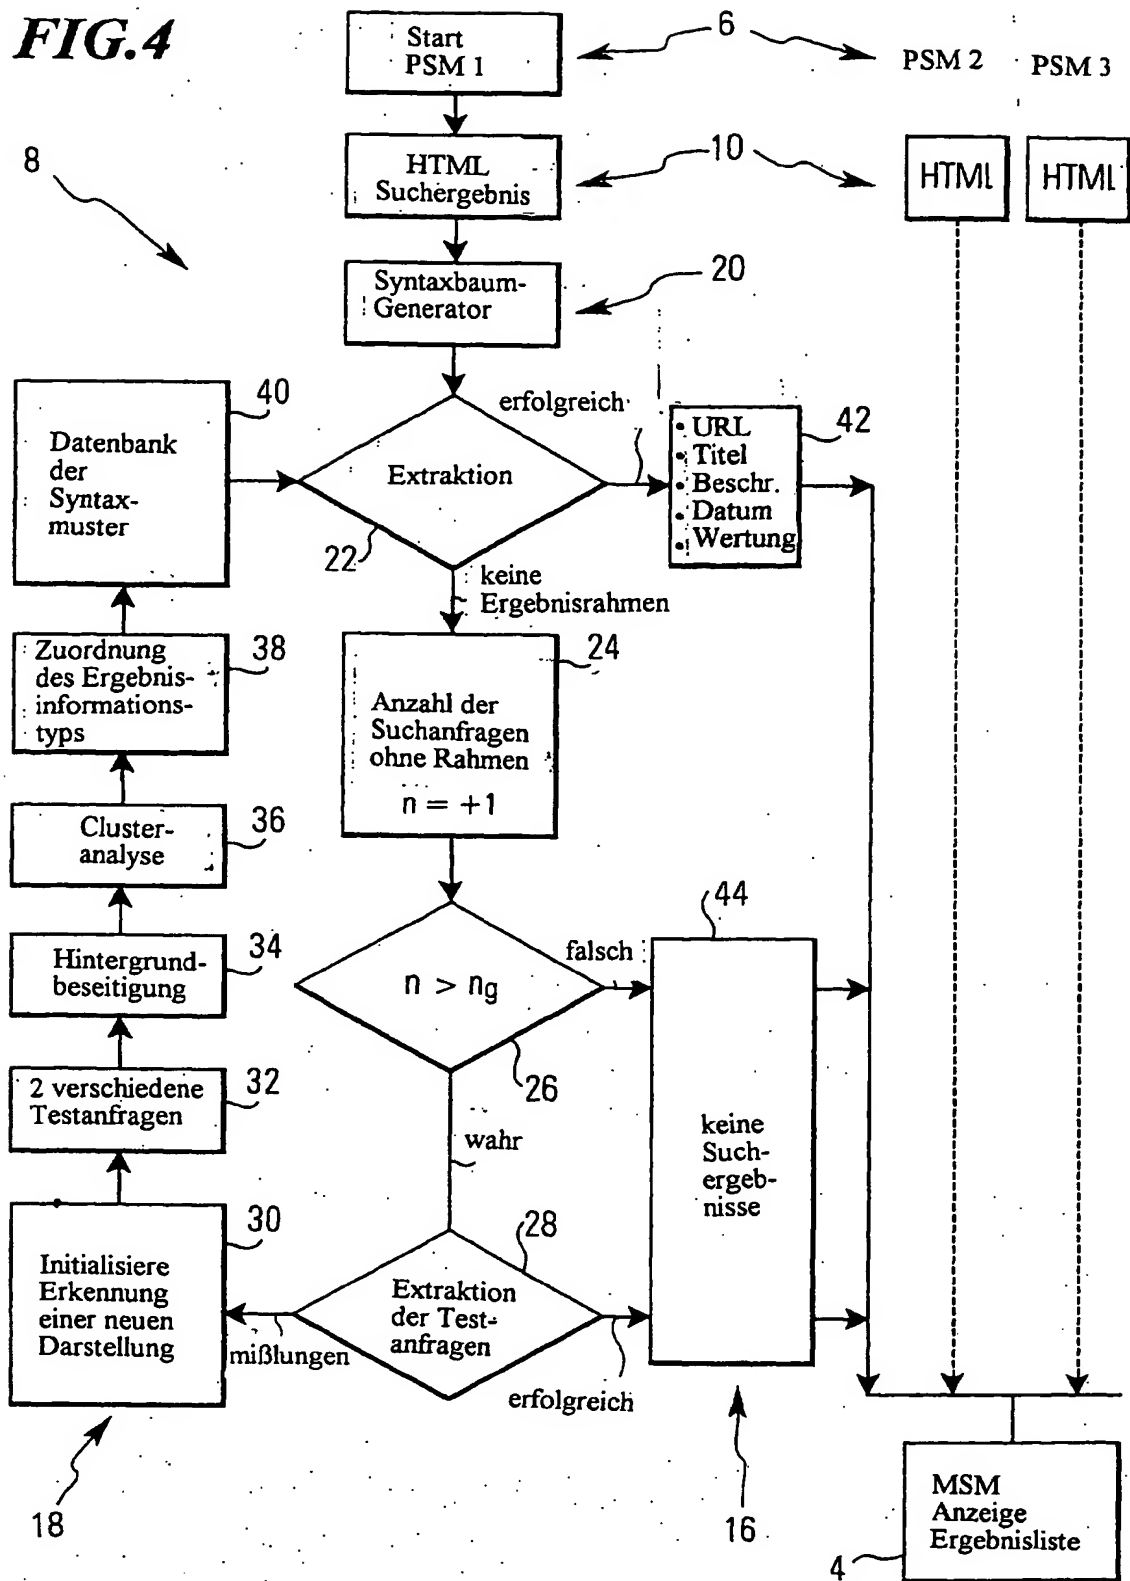 FIG.4
Start
PSM 1
6
PSM 2
PSM 3
8
HTML
Suchergebnis
10
HTML
HTML
Syntaxbaum-
Generator
20
40
Datenbank
der
Syntax-
muster
Extraktion
22
erfolgreich
• URL
• Titel
• Beschr.
• Datum
• Wertung
42
keine
Ergebnisrahmen
Zuordnung
des Ergebnis-
informations-
typs
38
Anzahl der
Suchanfragen
ohne Rahmen
n = +1
24
Cluster-
analyse
36
Hintergrund-
beseitigung
34
n > ng
falsch
26
44
keine
Such-
ergeb-
nisse
2 verschiedene
Testanfragen
32
wahr
Initialisiere
Erkennung
einer neuen
Darstellung
30
mißlungen
Extraktion
der Test-
anfragen
28
erfolgreich
18
16
MSM
Anzeige
Ergebnisliste
4